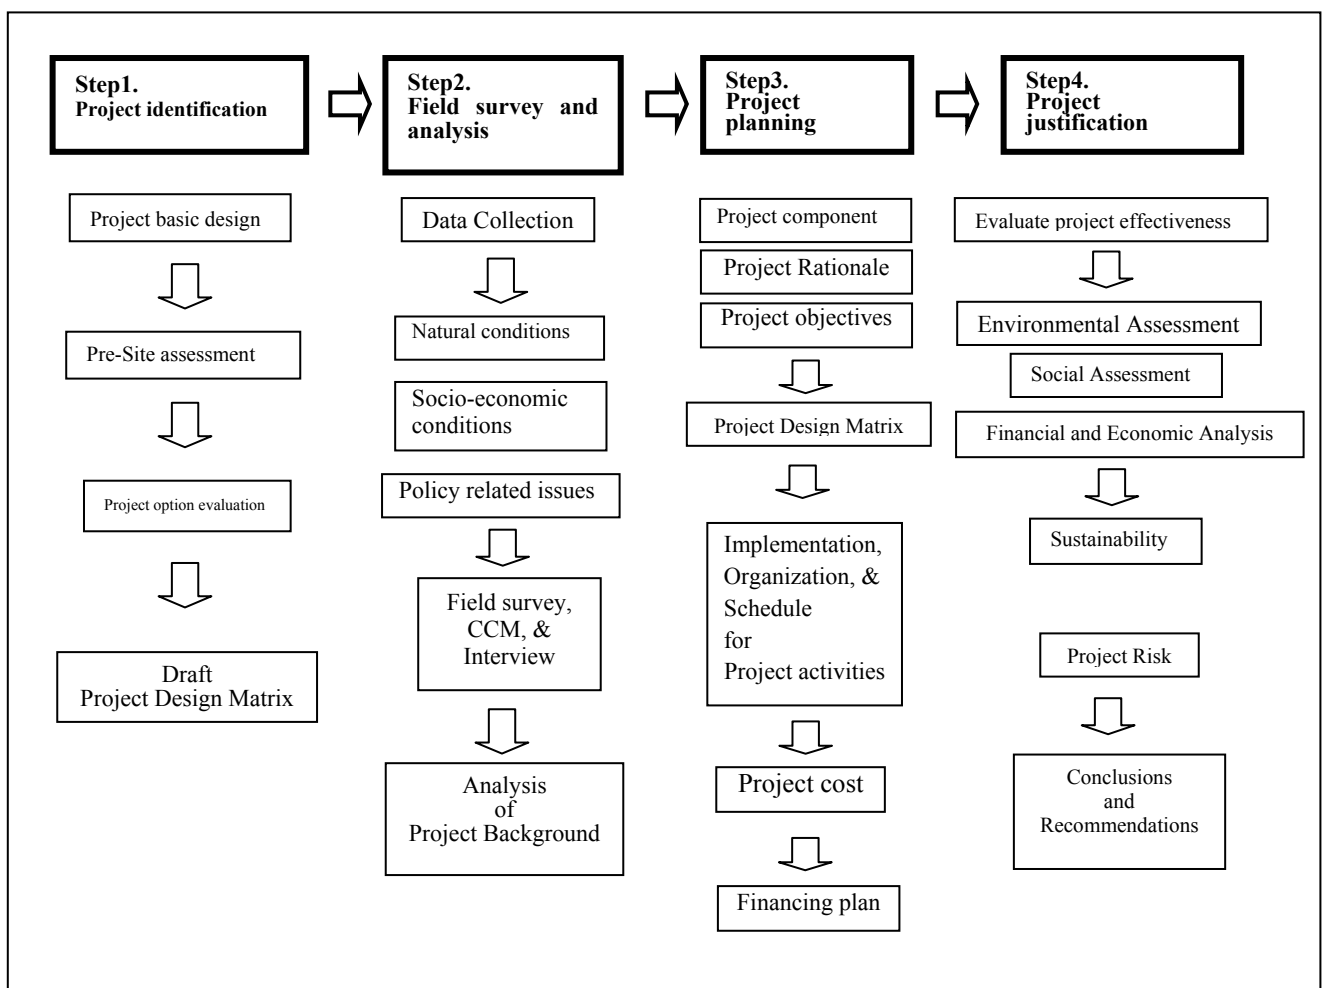 Step1.
Project identification
Project basic design
Pre-Site assessment
Project option evaluation
Draft
Project Design Matrix
Step2.
Field survey and
analysis
Data Collection
Natural conditions
Socio-economic
conditions
Policy related issues
Field survey,
CCM, &
Interview
Analysis
of
Project Background
Step3.
Project
planning
Project component
Project Rationale
Project objectives
Project Design Matrix
Implementation,
Organization, &
Schedule
for
Project activities
Project cost
Financing plan
Step4.
Project
justification
Evaluate project effectiveness
Environmental Assessment
Social Assessment
Financial and Economic Analysis
Sustainability
Project Risk
Conclusions
and
Recommendations